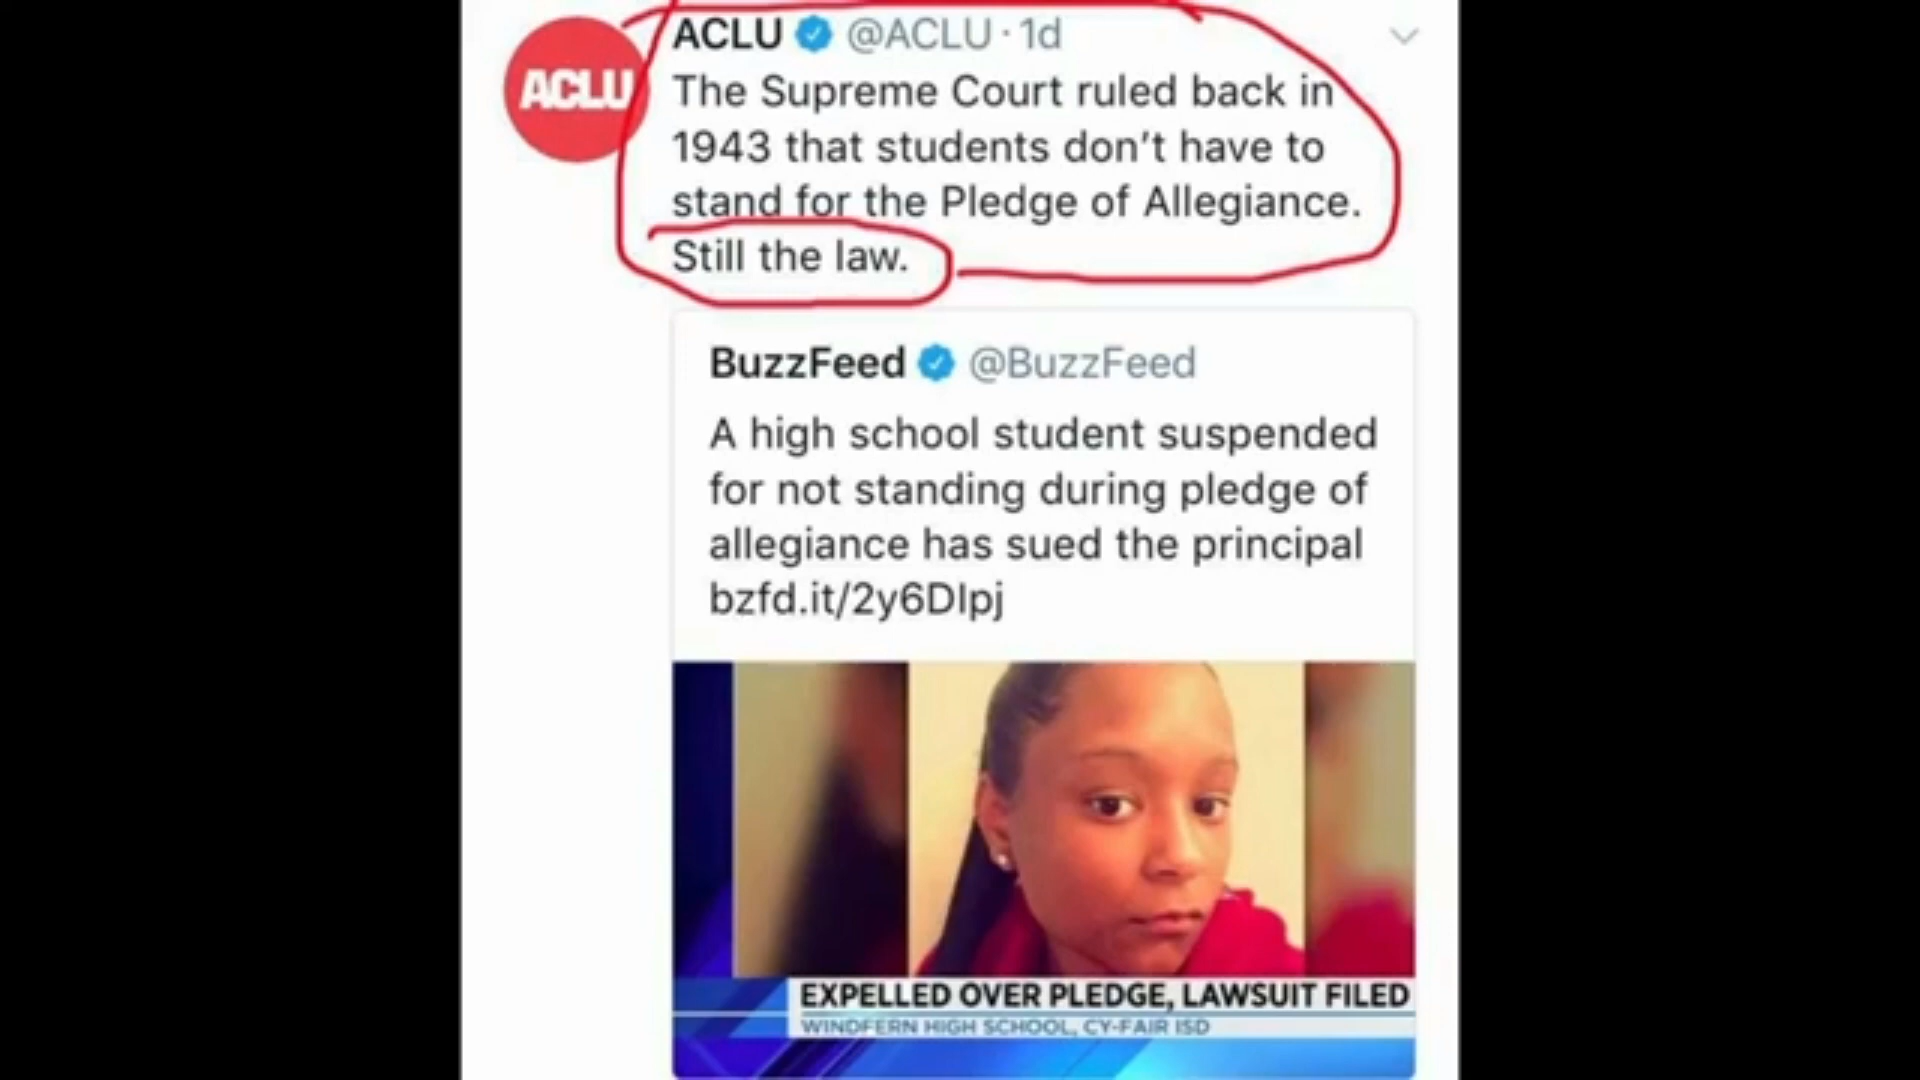 ACLU
ACLU @ACLU · 1d
The Supreme Court ruled back in
1943 that students don't have to
stand for the Pledge of Allegiance.
Still the law.
BuzzFeed @BuzzFeed
A high school student suspended
for not standing during pledge of
allegiance has sued the principal
bzfd.it/2y6DIpj
EXPELLED OVER PLEDGE, LAWSUIT FILED
WINDFERN HIGH SCHOOL, CY-FAIR ISD